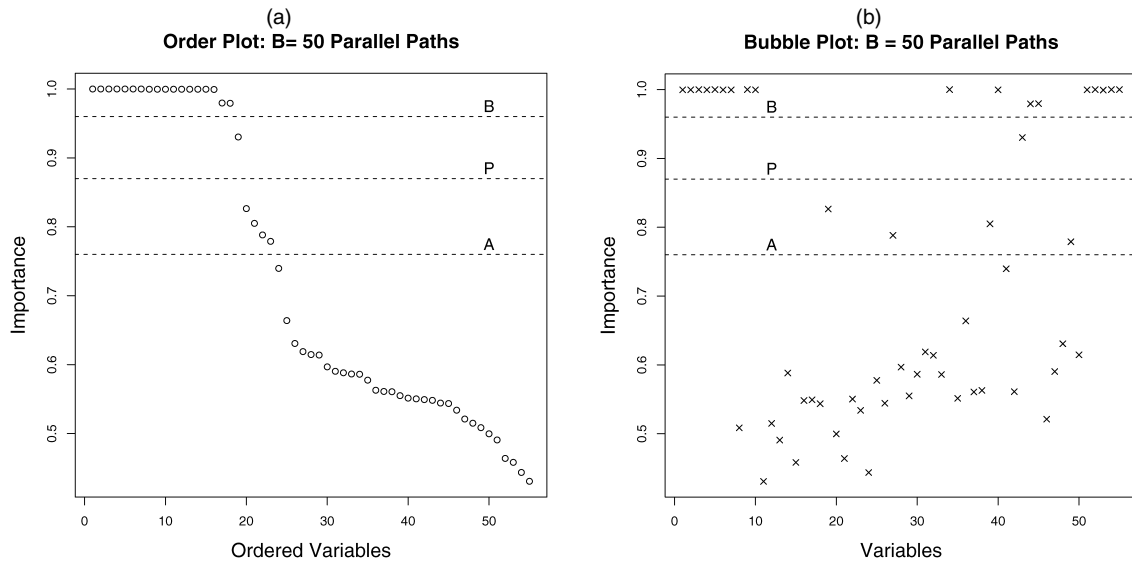 (a)
Order Plot: B= 50 Parallel Paths
Importance
1.0
0.9
0.8
0.7
0.6
0.5
B
P
A
0 10 20 30 40 50
Ordered Variables
(b)
Bubble Plot: B = 50 Parallel Paths
Importance
1.0
0.9
0.8
0.7
0.6
0.5
B
P
A
0 10 20 30 40 50
Variables